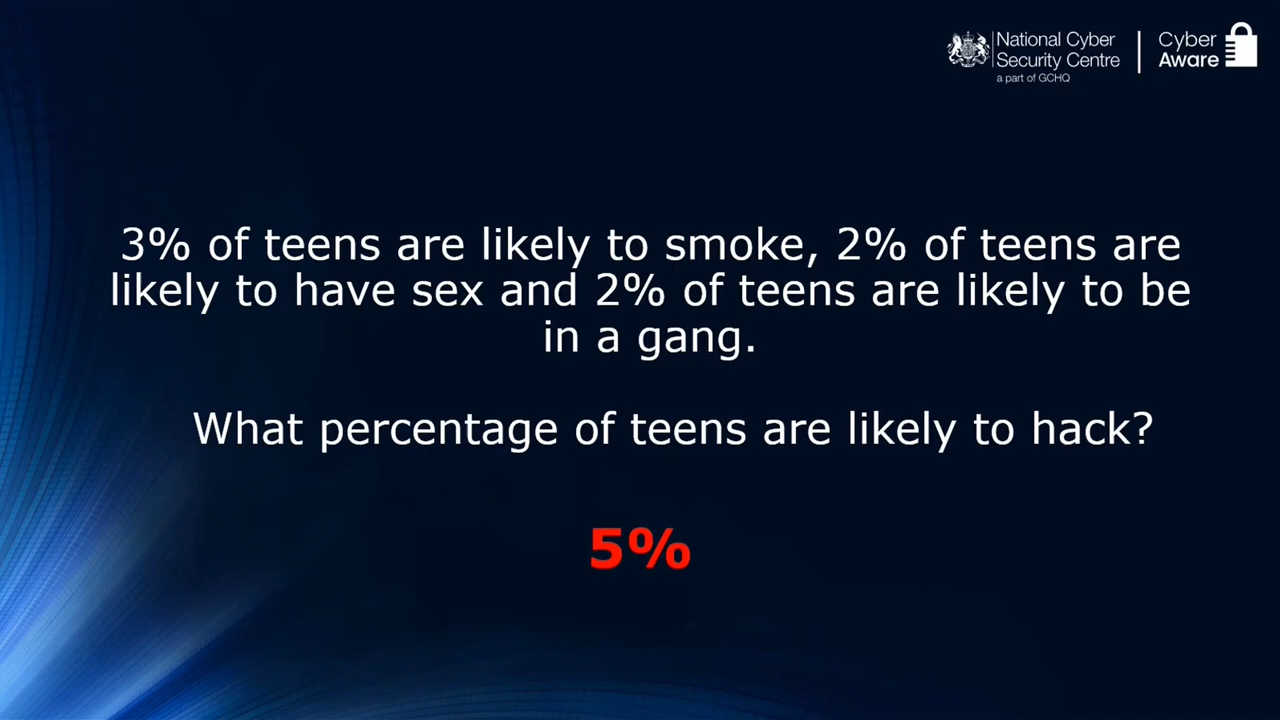 National Cyber
Security Centre
a part of GCHQ
Cyber
Aware
3% of teens are likely to smoke, 2% of teens are
likely to have sex and 2% of teens are likely to be
in a gang.
What percentage of teens are likely to hack?
5%